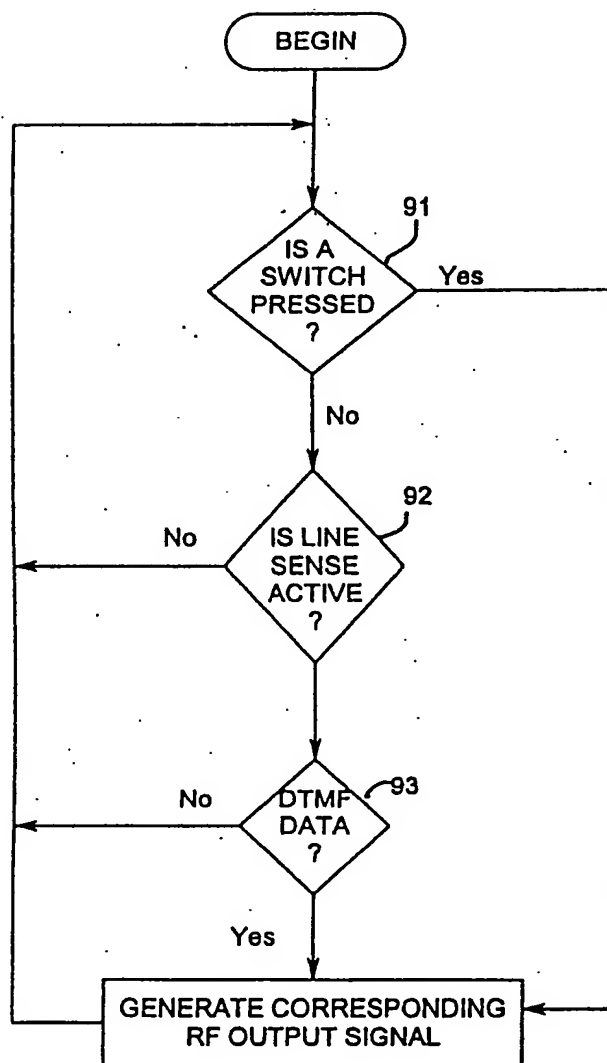 BEGIN
91
IS A
SWITCH
PRESSED
?
Yes
No
92
IS LINE
SENSE
ACTIVE
?
No
93
DTMF
DATA
?
No
Yes
GENERATE CORRESPONDING
RF OUTPUT SIGNAL